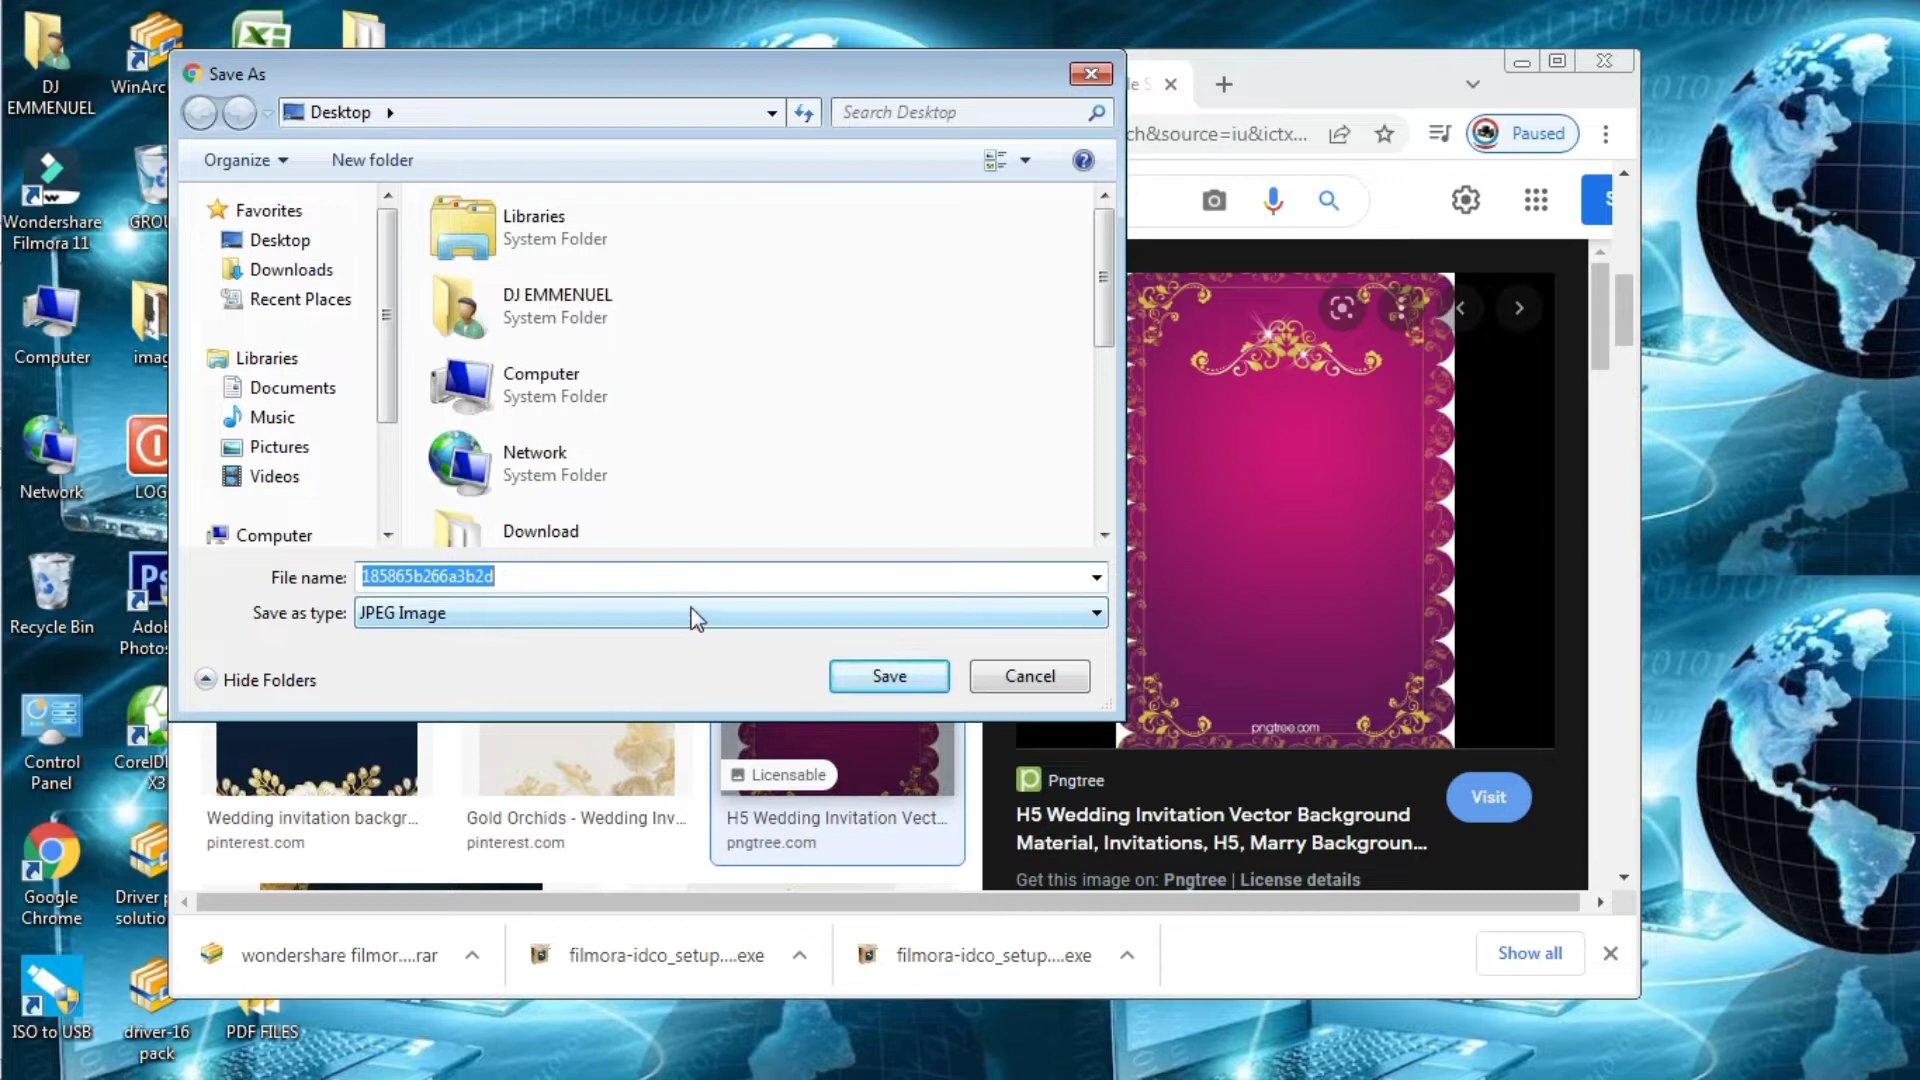 DJ
EMMENUEL
WinArc
Wondershare
Filmora 11
GROU
Computer
imag
Network
LOG
Recycle Bin
Adob
Photos
Control
Panel
CorelD
X3
Google
Chrome
Driver p
solutio
ISO to USB
driver-16
pack
PDF FILES
Save As
Desktop
Search Desktop
Organize
New folder
Favorites
Desktop
Downloads
Recent Places
Libraries
Documents
Music
Pictures
Videos
Computer
Libraries
System Folder
DJ EMMENUEL
System Folder
Computer
System Folder
Network
System Folder
Download
File name: 185865b266a3b2d
Save as type: JPEG Image
Hide Folders
Save
Cancel
le S
ch&source=iu&ictx...
Paused
S
pngtree.com
Licensable
Wedding invitation backgr...
pinterest.com
Gold Orchids - Wedding Inv...
pinterest.com
H5 Wedding Invitation Vect...
pngtree.com
Pngtree
H5 Wedding Invitation Vector Background
Material, Invitations, H5, Marry Backgroun...
Visit
Get this image on: Pngtree | License details
wondershare filmor....rar
filmora-idco_setup....exe
filmora-idco_setup....exe
Show all